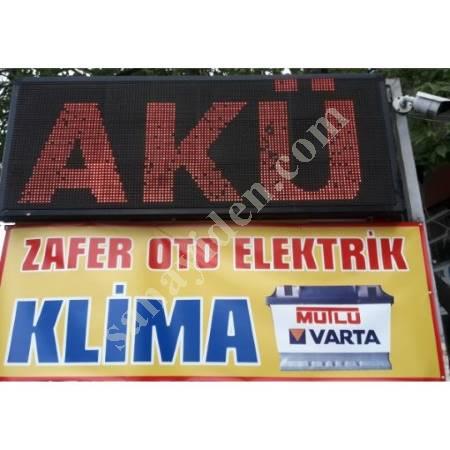 AKÜ
ZAFER OTO ELEKTRİK
KLİMA
MUTLU
VARTA
sanayiden.com